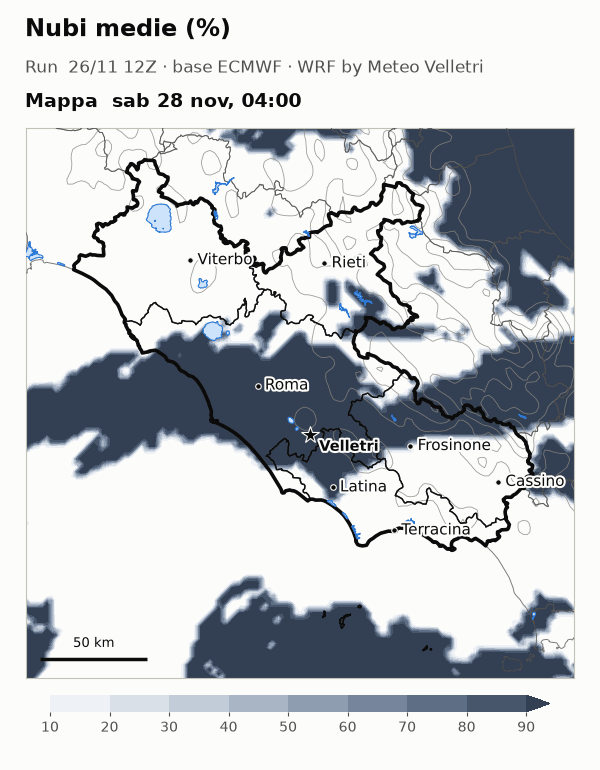 Nubi medie (%)
Run  26/11 12Z · base ECMWF · WRF by Meteo Velletri
Mappa  sab 28 nov, 04:00
Viterbo
Rieti
Roma
Velletri
Frosinone
Latina
Cassino
Terracina
50 km
10 20 30 40 50 60 70 80 90